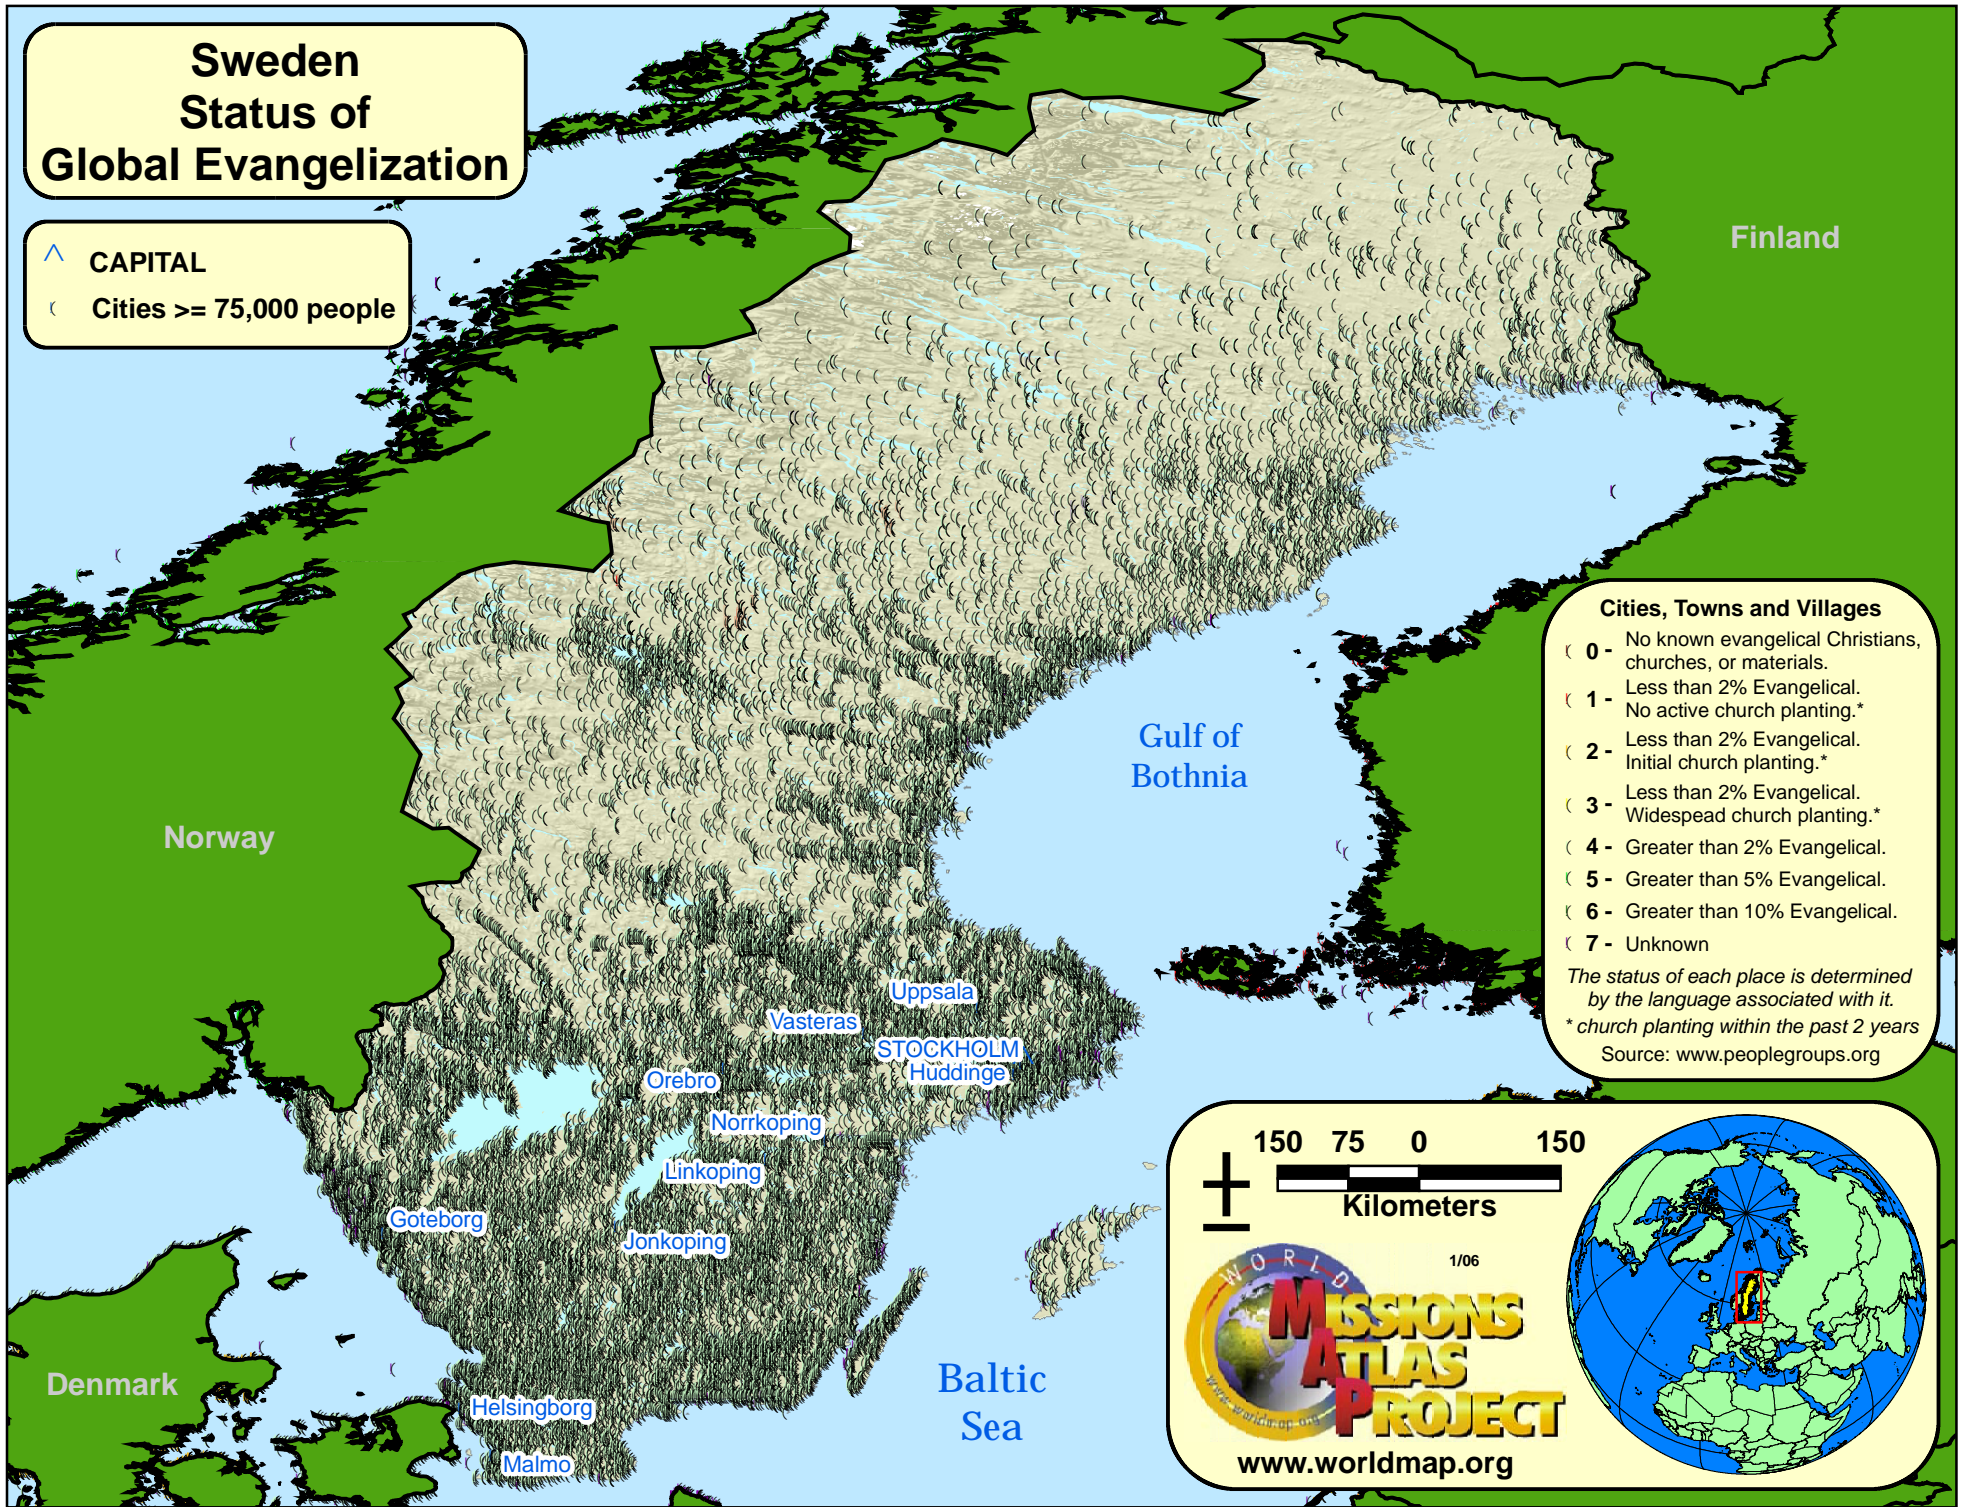 Sweden
Status of
Global Evangelization
CAPITAL
Cities >= 75,000 people
Finland
Norway
Denmark
Gulf of
Bothnia
Baltic
Sea
Uppsala
Vasteras
STOCKHOLM
Huddinge
Orebro
Norrkoping
Linkoping
Goteborg
Jonkoping
Helsingborg
Malmo
Cities, Towns and Villages
0 - No known evangelical Christians,
churches, or materials.
1 - Less than 2% Evangelical.
No active church planting.*
2 - Less than 2% Evangelical.
Initial church planting.*
3 - Less than 2% Evangelical.
Widespead church planting.*
4 - Greater than 2% Evangelical.
5 - Greater than 5% Evangelical.
6 - Greater than 10% Evangelical.
7 - Unknown
The status of each place is determined
by the language associated with it.
* church planting within the past 2 years
Source: www.peoplegroups.org
150 75 0 150
Kilometers
1/06
WORLD
MISSIONS
ATLAS
PROJECT
www.worldmap.org
www.worldmap.org